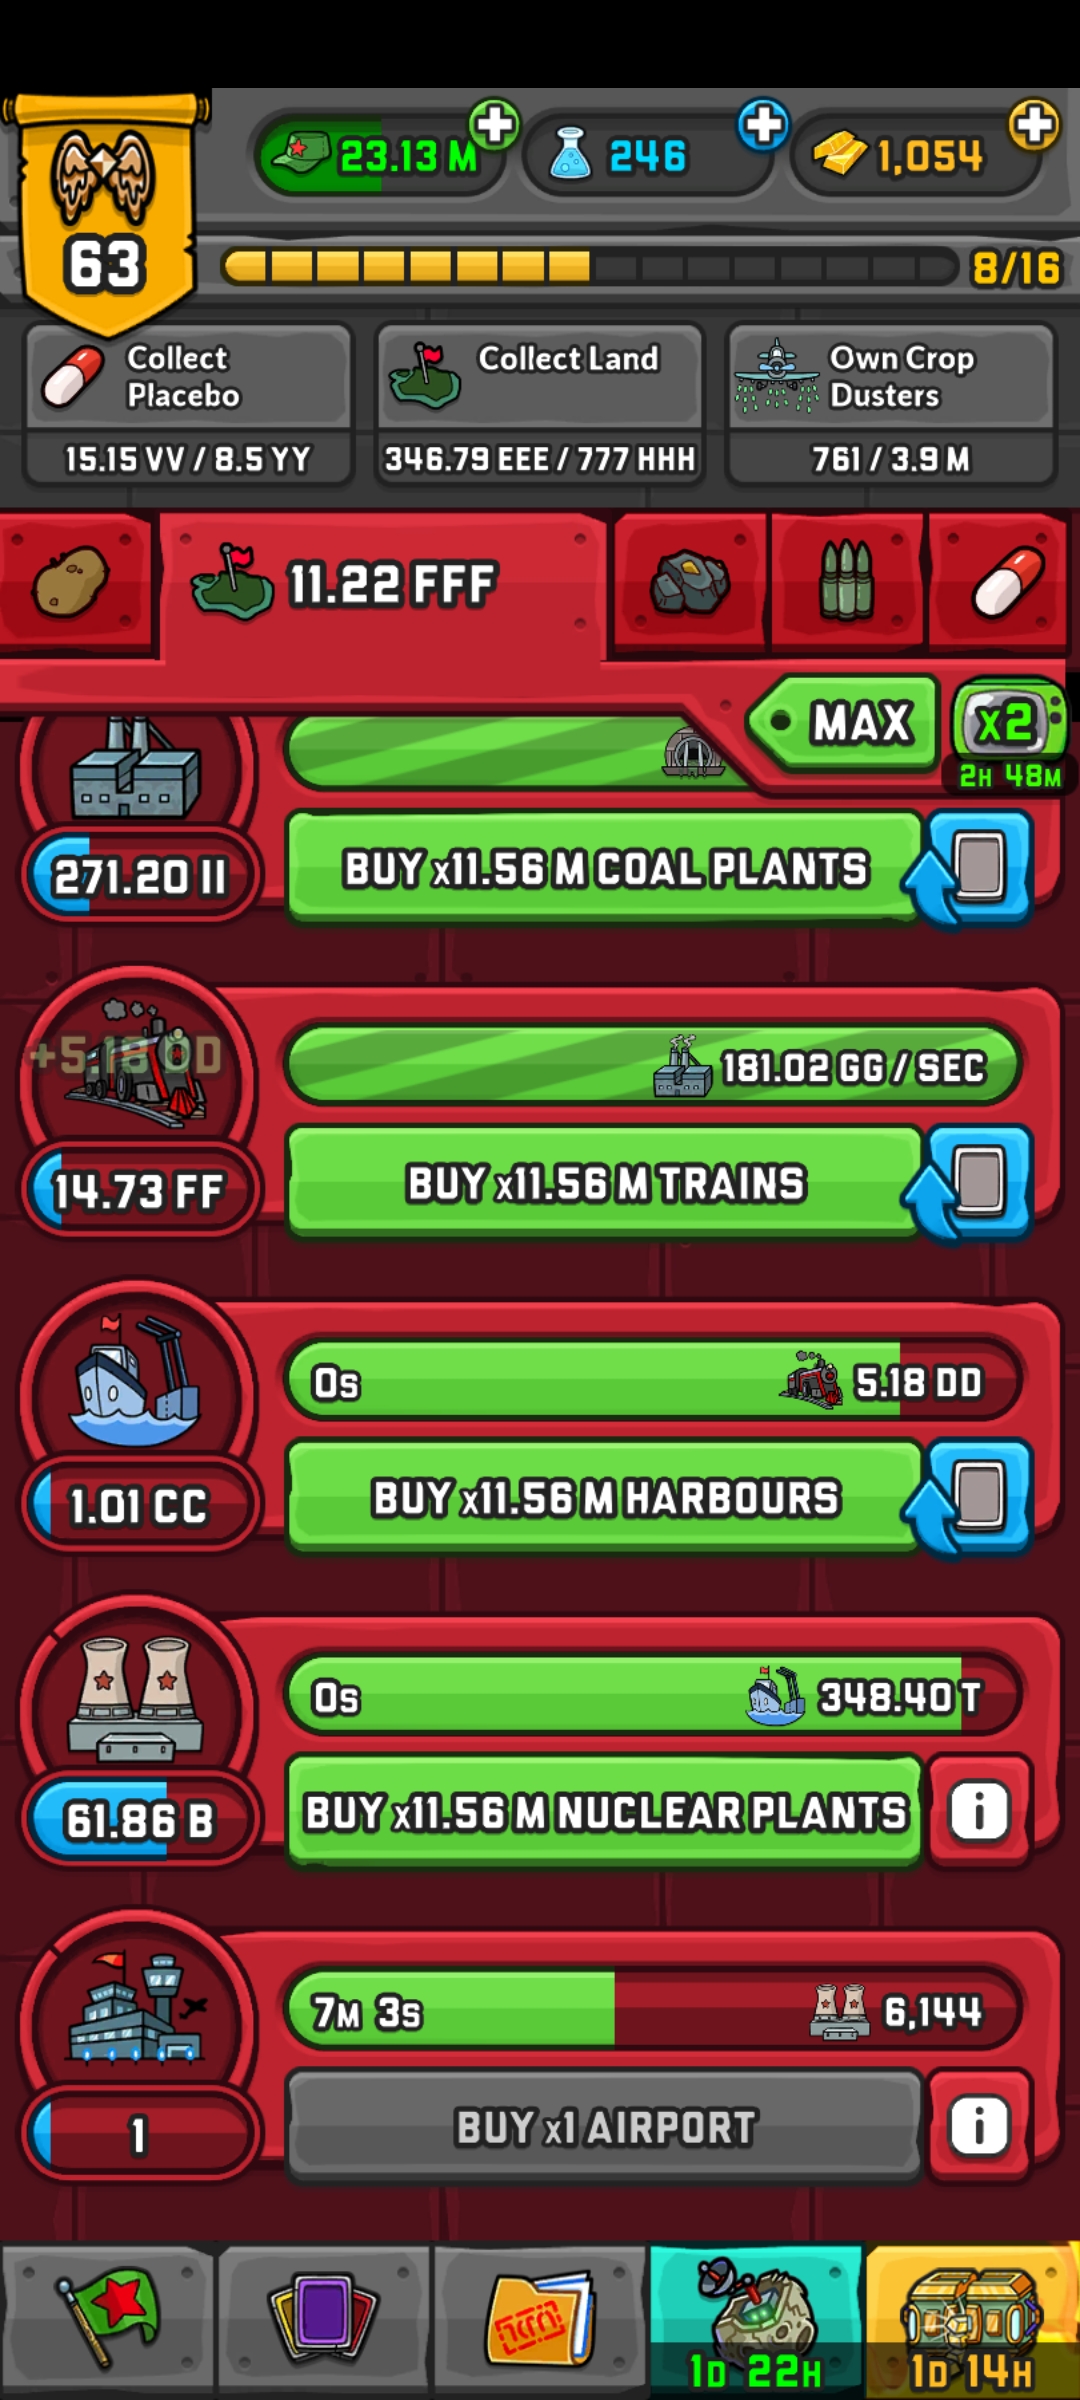 23.13 M
246
1,054
63
8/16
Collect
Placebo
15.15 VV / 8.5 YY
Collect Land
346.79 EEE / 777 HHH
Own Crop
Dusters
761 / 3.9 M
11.22 FFF
MAX
x2
2H 48M
271.20 II
BUY x11.56 M COAL PLANTS
+5.18 DD
181.02 GG / SEC
14.73 FF
BUY x11.56 M TRAINS
0s
5.18 DD
1.01 CC
BUY x11.56 M HARBOURS
0s
348.40 T
61.86 B
BUY x11.56 M NUCLEAR PLANTS
i
7M 3s
6,144
1
BUY x1 AIRPORT
i
1D 22H
1D 14H